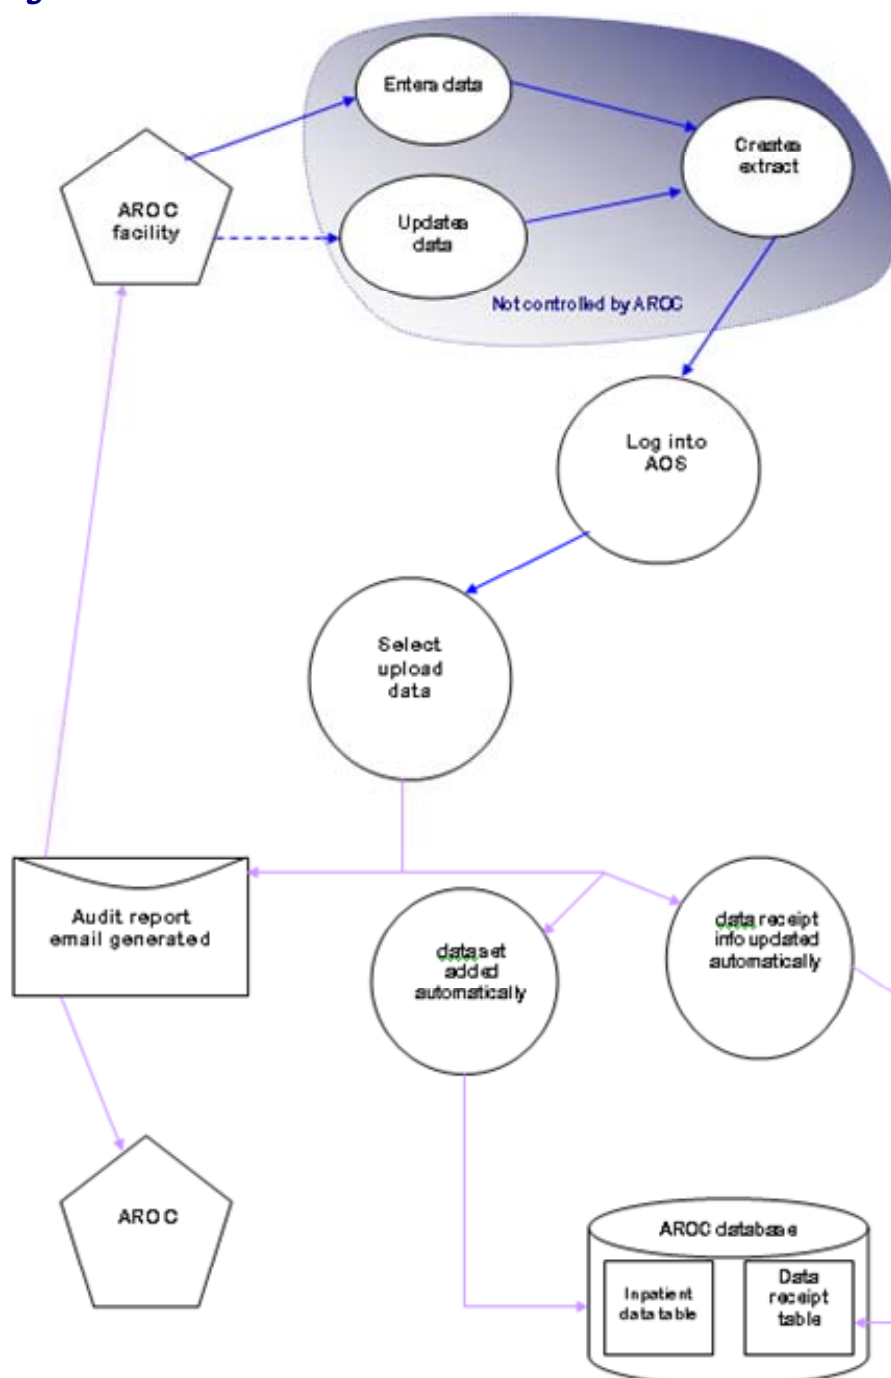 Enters data
Creates
extract
AROC
facility
Updates
data
Not controlled by AROC
Log into
AOS
Select
upload
data
Audit report
email generated
data set
added
automatically
data receipt
info updated
automatically
AROC
AROC database
Inpatient
data table
Data
receipt
table